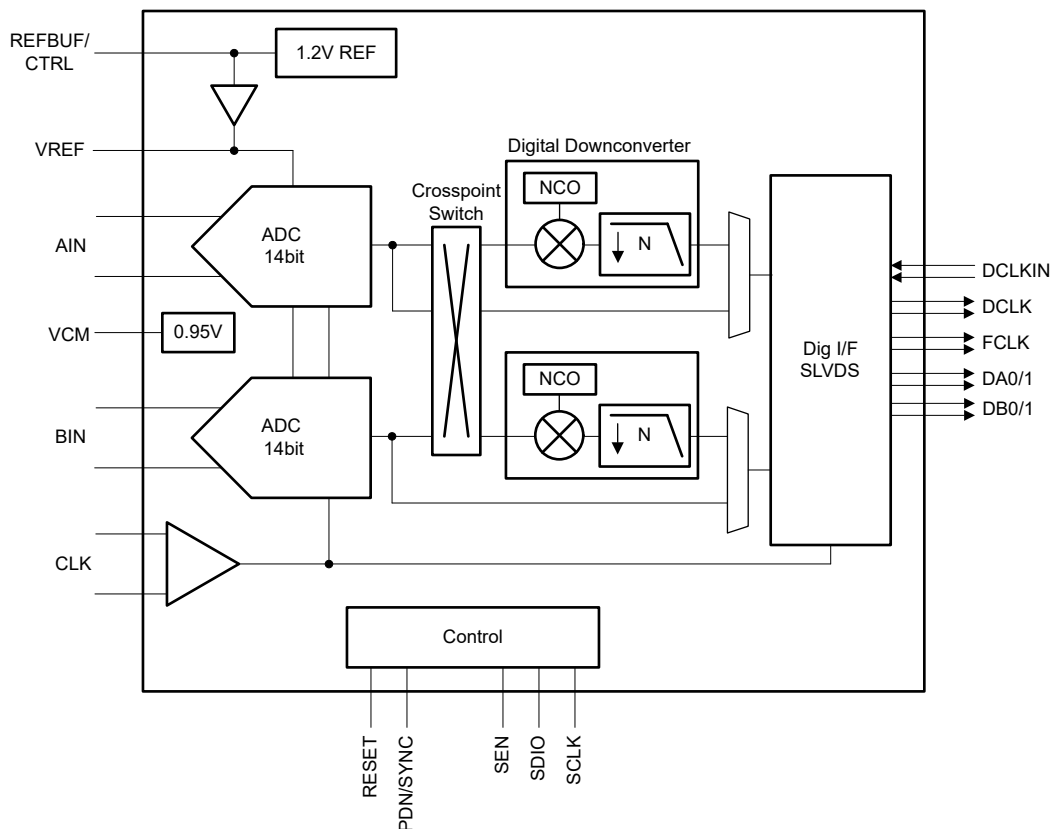 REFBUF/
CTRL
1.2V REF
VREF
Digital Downconverter
NCO
Crosspoint
Switch
ADC
14bit
N
AIN
DCLKIN
DCLK
VCM
0.95V
Dig I/F
SLVDS
FCLK
NCO
DA0/1
DB0/1
ADC
14bit
N
BIN
CLK
Control
RESET
PDN/SYNC
SEN
SDIO
SCLK